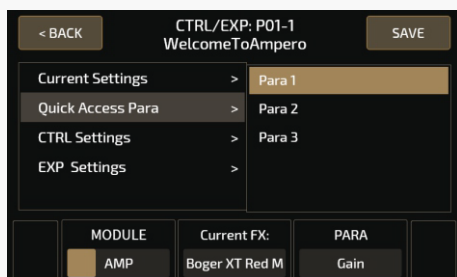 < BACK
CTRL/EXP: P01-1
WelcomeToAmpero
SAVE
Current Settings >
Quick Access Para >
CTRL Settings >
EXP Settings >
Para 1
Para 2
Para 3
MODULE
AMP
Current FX:
Boger XT Red M
PARA
Gain